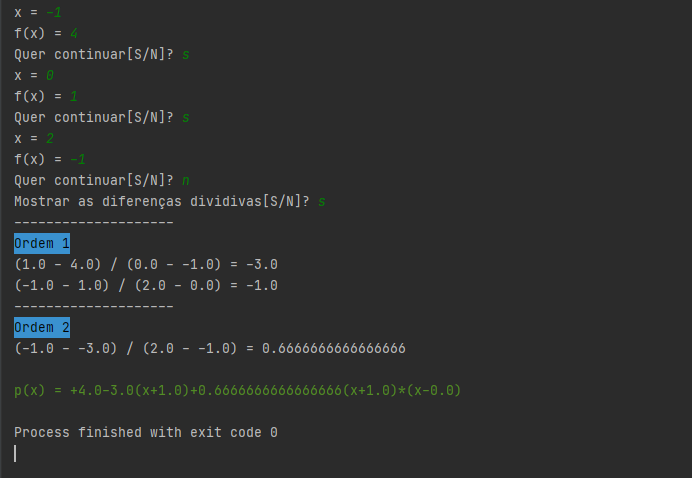 x = -1
f(x) = 4
Quer continuar[S/N]? s
x = 0
f(x) = 1
Quer continuar[S/N]? s
x = 2
f(x) = -1
Quer continuar[S/N]? n
Mostrar as diferenças dividivas[S/N]? s
--------------------
Ordem 1
(1.0 - 4.0) / (0.0 - -1.0) = -3.0
(-1.0 - 1.0) / (2.0 - 0.0) = -1.0
--------------------
Ordem 2
(-1.0 - -3.0) / (2.0 - -1.0) = 0.6666666666666666
p(x) = +4.0-3.0(x+1.0)+0.6666666666666666(x+1.0)*(x-0.0)
Process finished with exit code 0